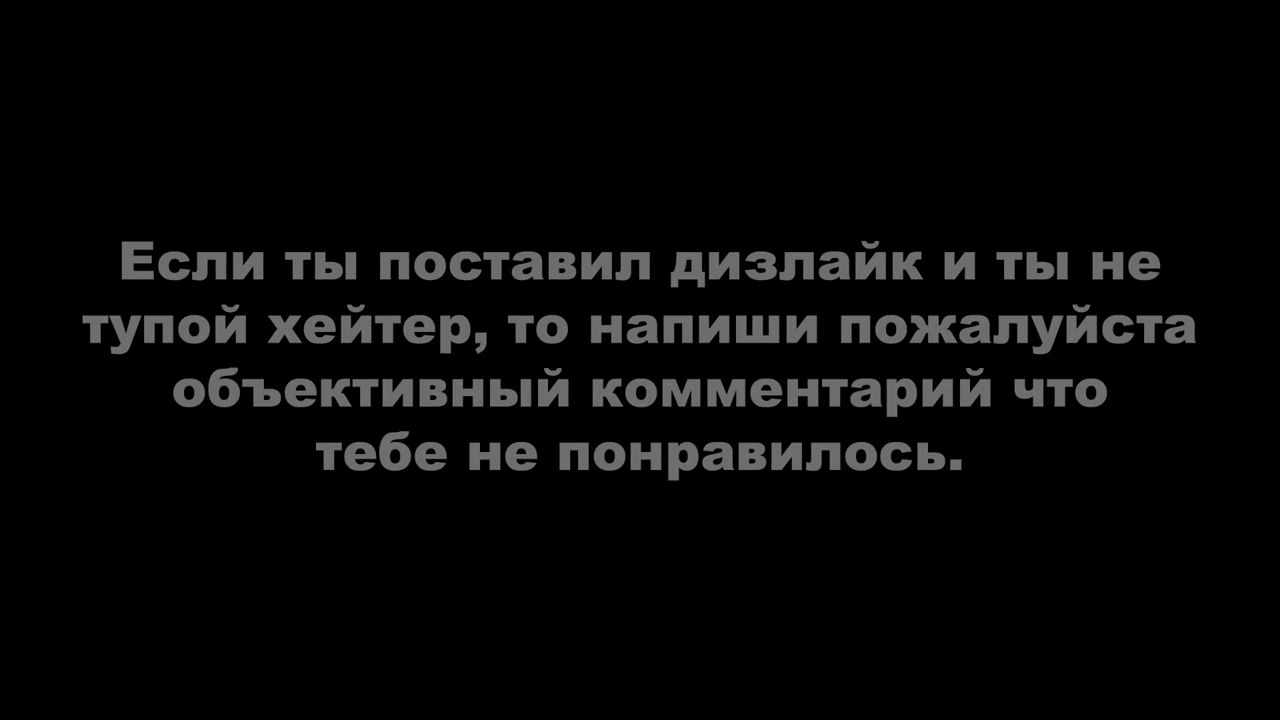 Если ты поставил дизлайк и ты не
тупой хейтер, то напиши пожалуйста
объективный комментарий что
тебе не понравилось.